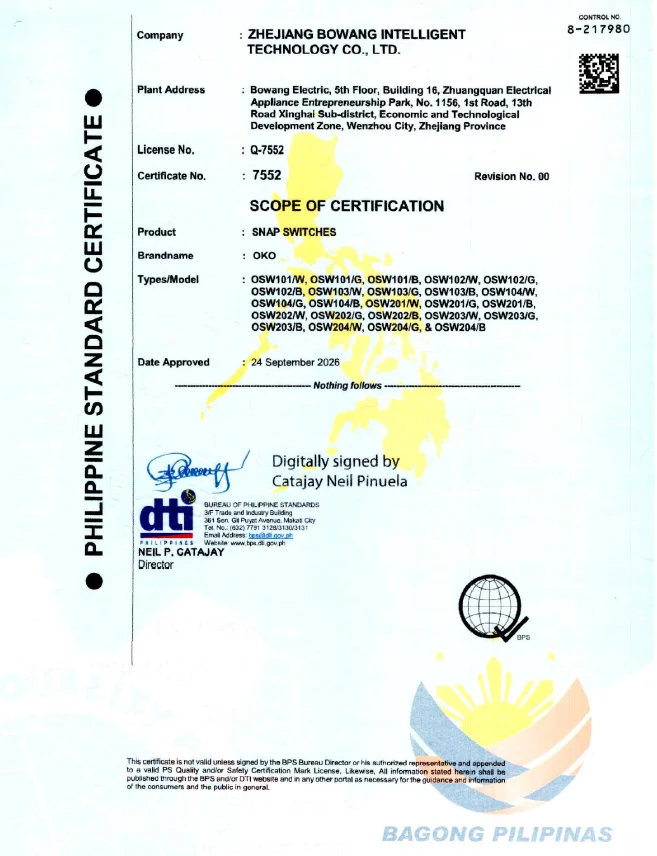 CONTROL NO.
8-217980
Company : ZHEJIANG BOWANG INTELLIGENT
TECHNOLOGY CO., LTD.
Plant Address : Bowang Electric, 5th Floor, Building 16, Zhuangquan Electrical
Appliance Entrepreneurship Park, No. 1156, 1st Road, 13th
Road Xinghai Sub-district, Economic and Technological
Development Zone, Wenzhou City, Zhejiang Province
License No. : Q-7552
Certificate No. : 7552 Revision No. 00
SCOPE OF CERTIFICATION
Product : SNAP SWITCHES
Brandname : OKO
Types/Model : OSW101/W, OSW101/G, OSW101/B, OSW102/W, OSW102/G,
OSW102/B, OSW103/W, OSW103/G, OSW103/B, OSW104/W,
OSW104/G, OSW104/B, OSW201/W, OSW201/G, OSW201/B,
OSW202/W, OSW202/G, OSW202/B, OSW203/W, OSW203/G,
OSW203/B, OSW204/W, OSW204/G, & OSW204/B
Date Approved : 24 September 2026
Nothing follows
PHILIPPINE STANDARD CERTIFICATE
Digitally signed by
Catajay Neil Pinuela
dti
PHILIPPINES
BUREAU OF PHILIPPINE STANDARDS
3/F Trade and Industry Building
361 Sen. Gil Puyat Avenue, Makati City
Tel. No.: (632) 7791 3128/3130/3131
Email Address: bps@dti.gov.ph
Website: www.bps.dti.gov.ph
NEIL P. CATAJAY
Director
BPS
This certificate is not valid unless signed by the BPS Bureau Director or his authorized representative and appended
to a valid PS Quality and/or Safety Certification Mark License. Likewise, All information stated herein shall be
published through the BPS and/or DTI website and in any other portal as necessary for the guidance and information
of the consumers and the public in general.
BAGONG PILIPINAS